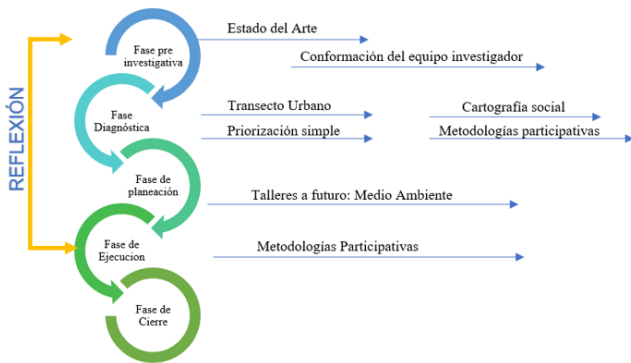 REFLEXIÓN
Fase pre
investigativa
Estado del Arte
Conformación del equipo investigador
Fase
Diagnóstica
Transecto Urbano
Cartografía social
Priorización simple
Metodologías participativas
Fase de
planeación
Talleres a futuro: Medio Ambiente
Fase de
Ejecucion
Metodologías Participativas
Fase de
Cierre